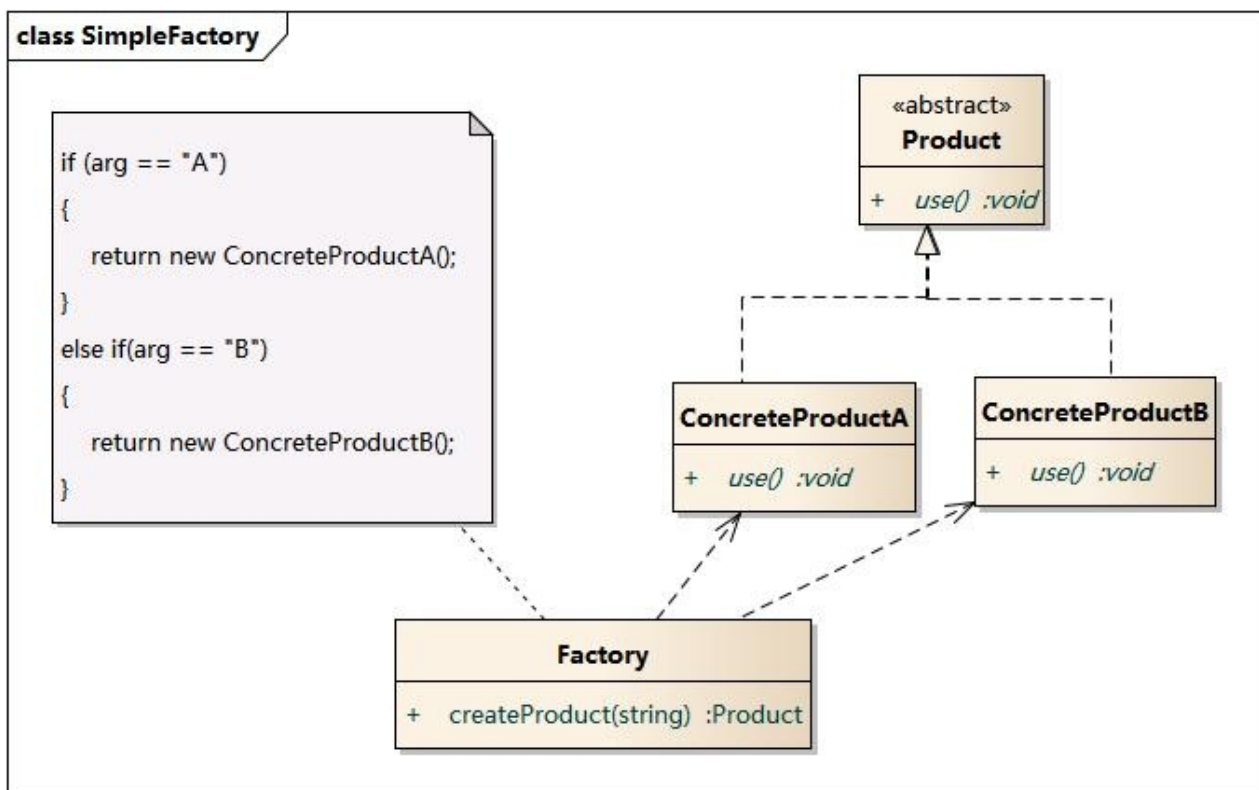 class SimpleFactory
if (arg == "A")
{
return new ConcreteProductA();
}
else if(arg == "B")
{
return new ConcreteProductB();
}
«abstract»
Product
+ use() :void
ConcreteProductA
+ use() :void
ConcreteProductB
+ use() :void
Factory
+ createProduct(string) :Product